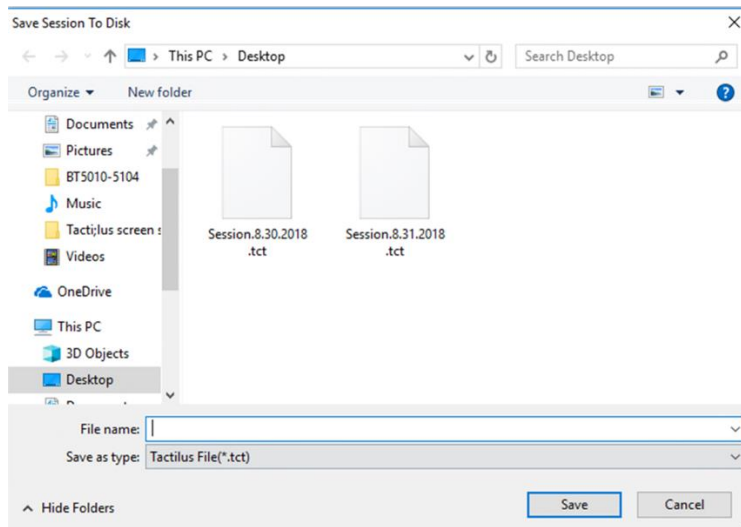 Save Session To Disk
This PC > Desktop
Search Desktop
Organize
New folder
Documents
Pictures
BT5010-5104
Music
Tacti;lus screen s
Videos
OneDrive
This PC
3D Objects
Desktop
Session.8.30.2018
.tct
Session.8.31.2018
.tct
File name:
Save as type: Tactilus File(*.tct)
Hide Folders
Save
Cancel